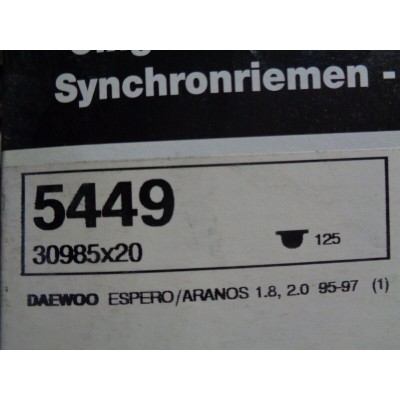 Synchronriemen -
5449
30985x20
125
DAEWOO ESPERO/ARANOS 1.8, 2.0 95-97 (1)